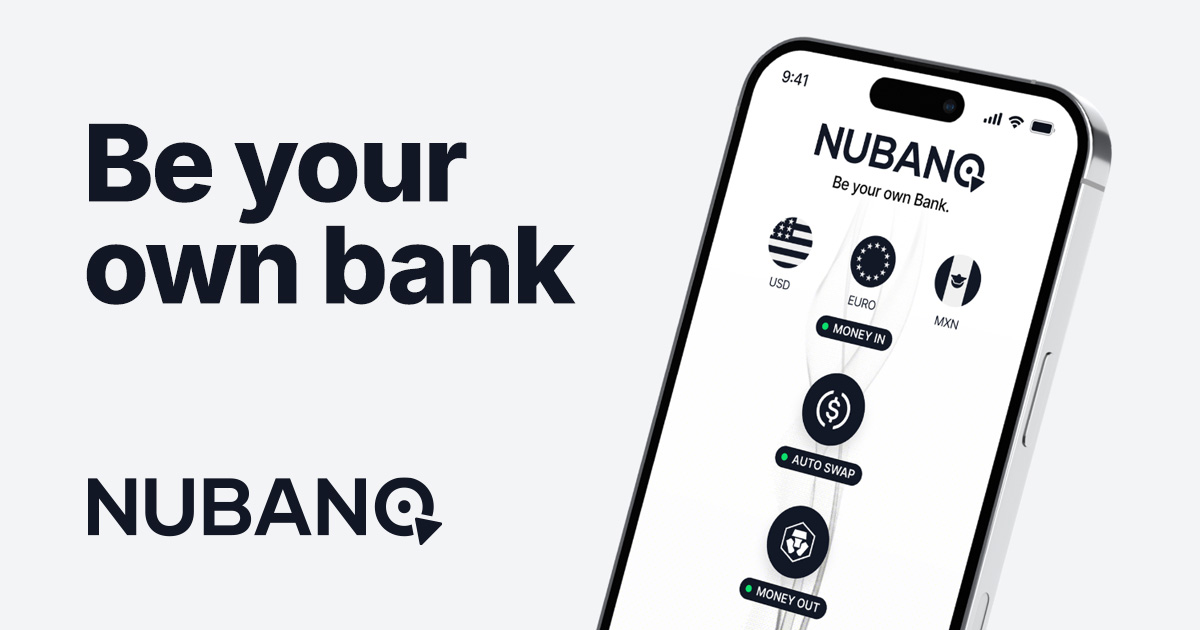 Be your
own bank
NUBANQ
9:41
NUBANQ
Be your own Bank.
USD
EURO
MXN
MONEY IN
$
AUTO SWAP
MONEY OUT